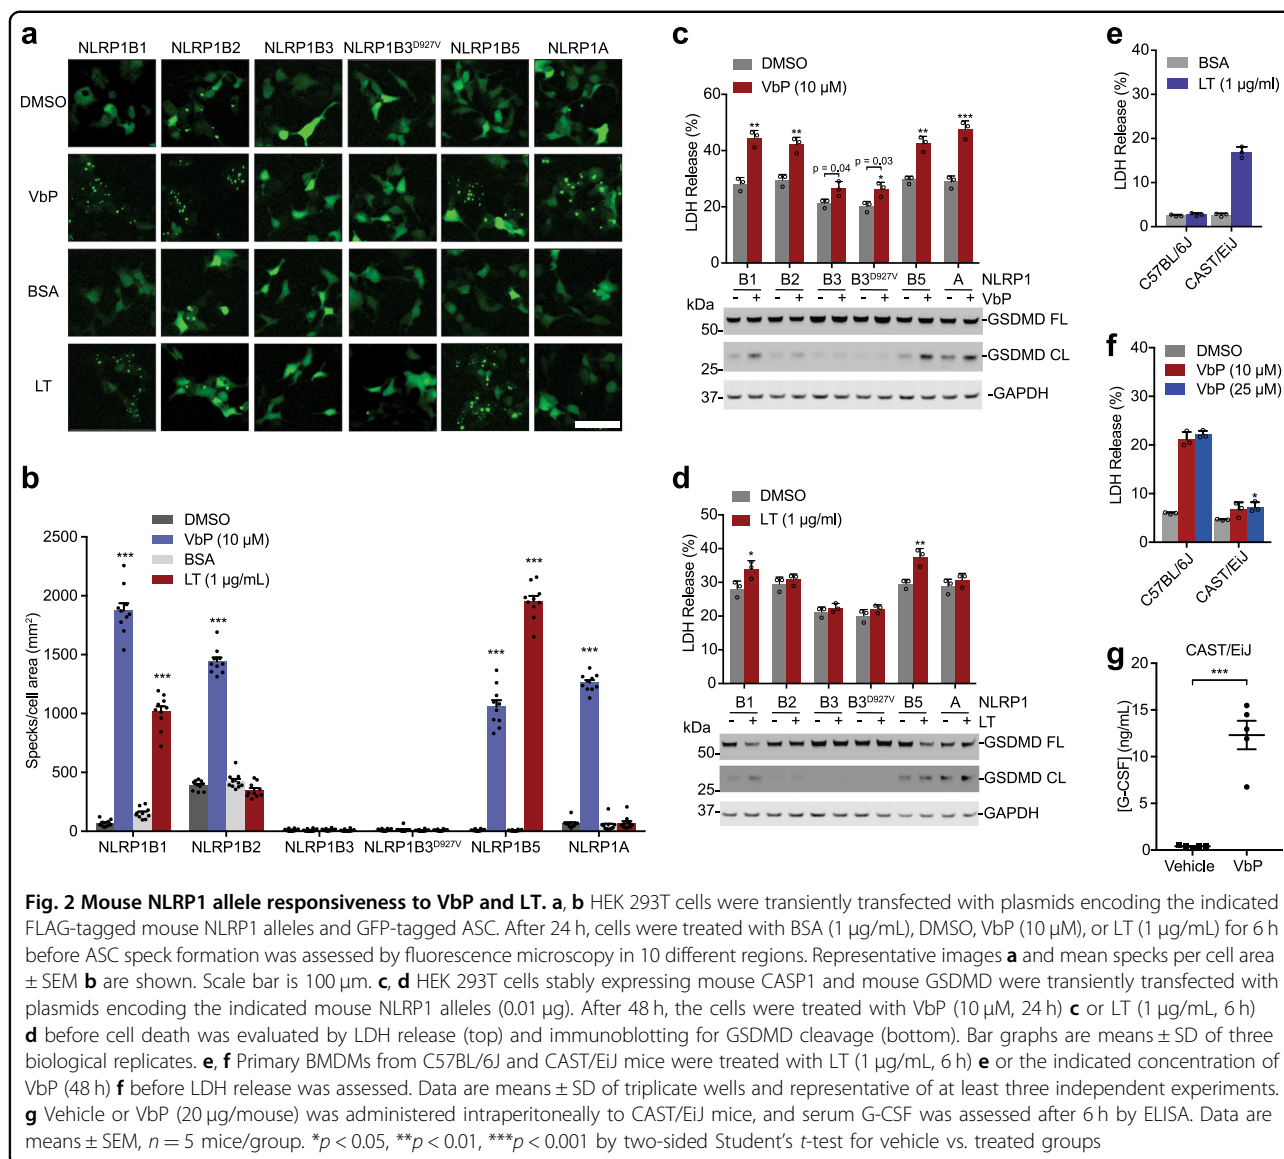 a
NLRP1B1 NLRP1B2 NLRP1B3 NLRP1B3D927V NLRP1B5 NLRP1A
DMSO
VbP
BSA
LT
b
DMSO
VbP (10 µM)
BSA
LT (1 µg/mL)
Specks/cell area (mm²)
2500
2000
1500
1000
500
0
*** *** *** *** *** ***
NLRP1B1 NLRP1B2 NLRP1B3 NLRP1B3D927V NLRP1B5 NLRP1A
c
DMSO
VbP (10 µM)
LDH Release (%)
60
40
20
0
** ** p = 0.04 p = 0.03 * ** ***
B1 B2 B3 B3D927V B5 A NLRP1
- + - + - + - + - + - + VbP
kDa
50 -GSDMD FL
25 -GSDMD CL
37 -GAPDH
d
DMSO
LT (1 µg/ml)
LDH Release (%)
50
40
30
20
10
0
* **
B1 B2 B3 B3D927V B5 A NLRP1
- + - + - + - + - + - + LT
kDa
50 -GSDMD FL
25 -GSDMD CL
37 -GAPDH
e
BSA
LT (1 µg/ml)
LDH Release (%)
40
30
20
10
0
C57BL/6J CAST/EiJ
f
DMSO
VbP (10 µM)
VbP (25 µM)
LDH Release (%)
40
30
20
10
0
*
C57BL/6J CAST/EiJ
g
CAST/EiJ
***
[G-CSF] (ng/mL)
20
15
10
5
0
Vehicle VbP
Fig. 2 Mouse NLRP1 allele responsiveness to VbP and LT. a, b HEK 293T cells were transiently transfected with plasmids encoding the indicated
FLAG-tagged mouse NLRP1 alleles and GFP-tagged ASC. After 24 h, cells were treated with BSA (1 µg/mL), DMSO, VbP (10 µM), or LT (1 µg/mL) for 6 h
before ASC speck formation was assessed by fluorescence microscopy in 10 different regions. Representative images a and mean specks per cell area
± SEM b are shown. Scale bar is 100 µm. c, d HEK 293T cells stably expressing mouse CASP1 and mouse GSDMD were transiently transfected with
plasmids encoding the indicated mouse NLRP1 alleles (0.01 µg). After 48 h, the cells were treated with VbP (10 µM, 24 h) c or LT (1 µg/mL, 6 h)
d before cell death was evaluated by LDH release (top) and immunoblotting for GSDMD cleavage (bottom). Bar graphs are means ± SD of three
biological replicates. e, f Primary BMDMs from C57BL/6J and CAST/EiJ mice were treated with LT (1 µg/mL, 6 h) e or the indicated concentration of
VbP (48 h) f before LDH release was assessed. Data are means ± SD of triplicate wells and representative of at least three independent experiments.
g Vehicle or VbP (20 µg/mouse) was administered intraperitoneally to CAST/EiJ mice, and serum G-CSF was assessed after 6 h by ELISA. Data are
means ± SEM, n = 5 mice/group. *p < 0.05, **p < 0.01, ***p < 0.001 by two-sided Student's t-test for vehicle vs. treated groups